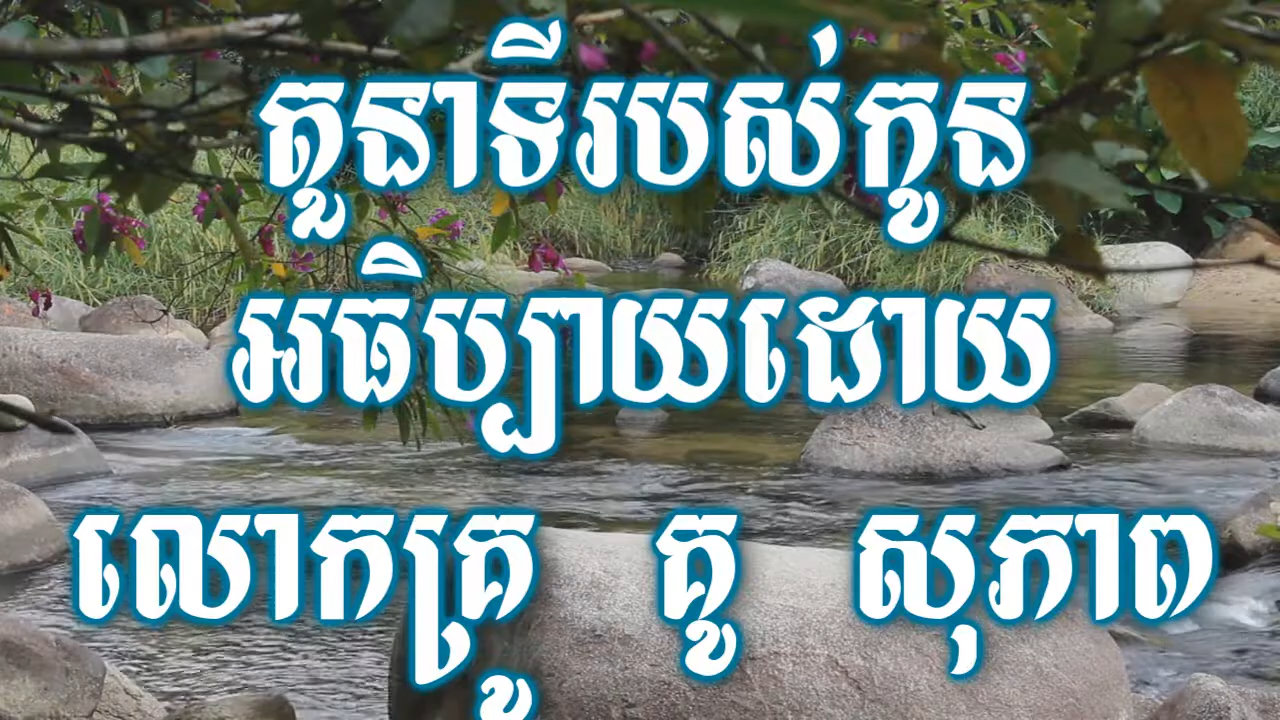 តួនាទីរបស់កូន
អធិប្បាយដោយ
លោកគ្រូ គូ សុភាព